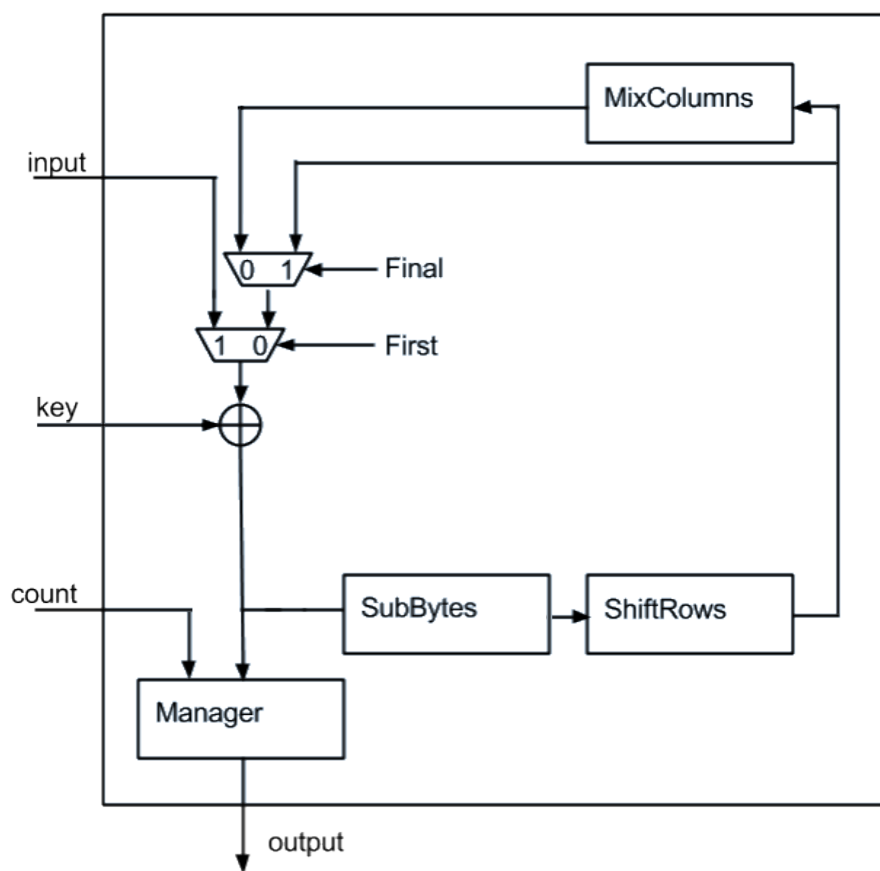 MixColumns
input
0 1
Final
1 0
First
key
count
SubBytes
ShiftRows
Manager
output